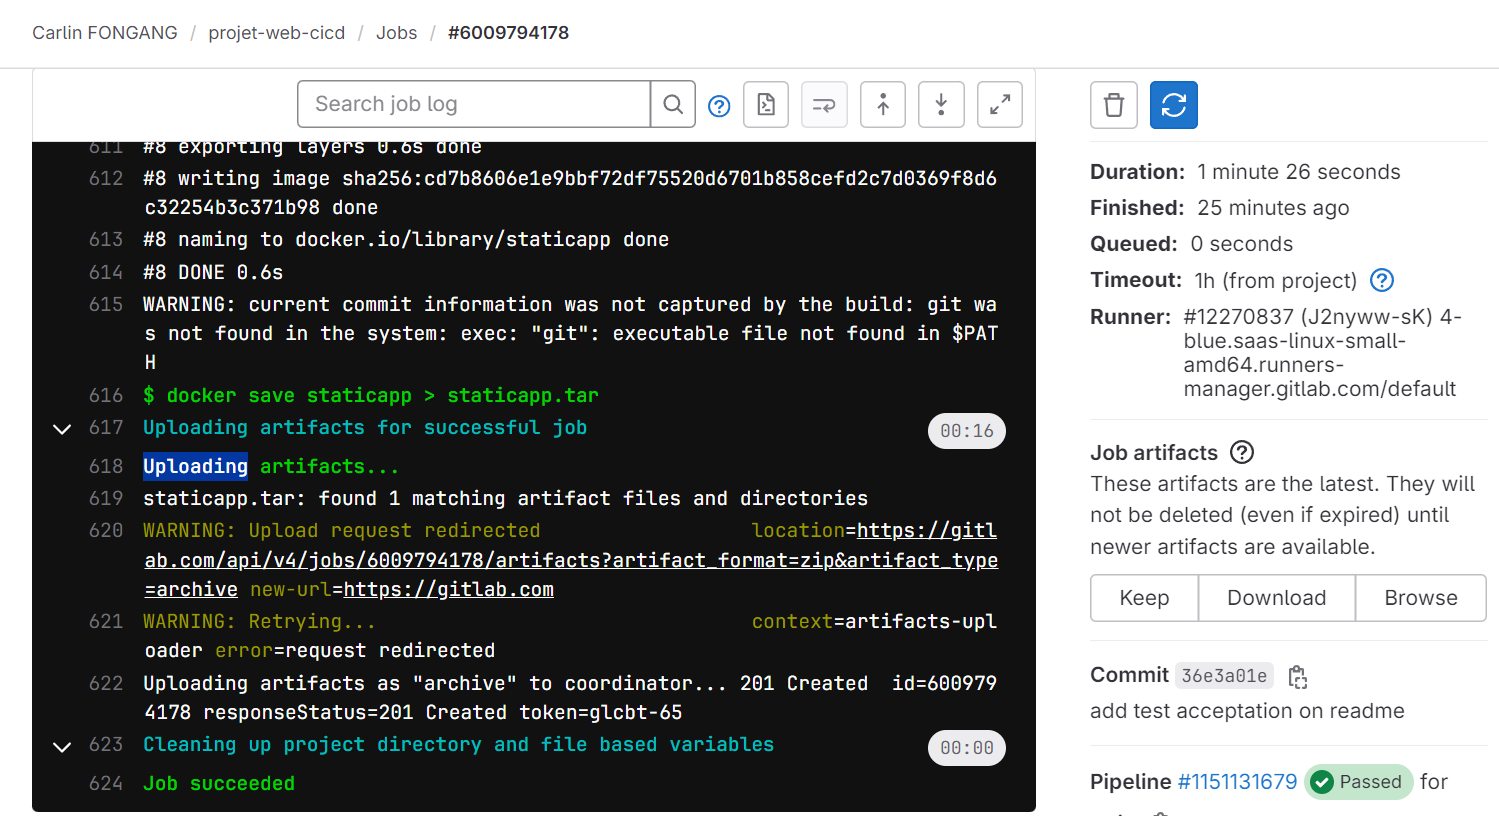 Carlin FONGANG / projet-web-cicd / Jobs / #6009794178
Search job log
611 #8 exporting layers 0.6s done
612 #8 writing image sha256:cd7b8606e1e9bbf72df75520d6701b858cefd2c7d0369f8d6
c32254b3c371b98 done
613 #8 naming to docker.io/library/staticapp done
614 #8 DONE 0.6s
615 WARNING: current commit information was not captured by the build: git wa
s not found in the system: exec: "git": executable file not found in $PAT
H
616 $ docker save staticapp > staticapp.tar
617 Uploading artifacts for successful job 00:16
618 Uploading artifacts...
619 staticapp.tar: found 1 matching artifact files and directories
620 WARNING: Upload request redirected location=https://gitl
ab.com/api/v4/jobs/6009794178/artifacts?artifact_format=zip&artifact_type
=archive new-url=https://gitlab.com
621 WARNING: Retrying... context=artifacts-upl
oader error=request redirected
622 Uploading artifacts as "archive" to coordinator... 201 Created id=600979
4178 responseStatus=201 Created token=glcbt-65
623 Cleaning up project directory and file based variables 00:00
624 Job succeeded
Duration: 1 minute 26 seconds
Finished: 25 minutes ago
Queued: 0 seconds
Timeout: 1h (from project)
Runner: #12270837 (J2nyww-sK) 4-
blue.saas-linux-small-
amd64.runners-
manager.gitlab.com/default
Job artifacts
These artifacts are the latest. They will
not be deleted (even if expired) until
newer artifacts are available.
Keep Download Browse
Commit 36e3a01e
add test acceptation on readme
Pipeline #1151131679 Passed for